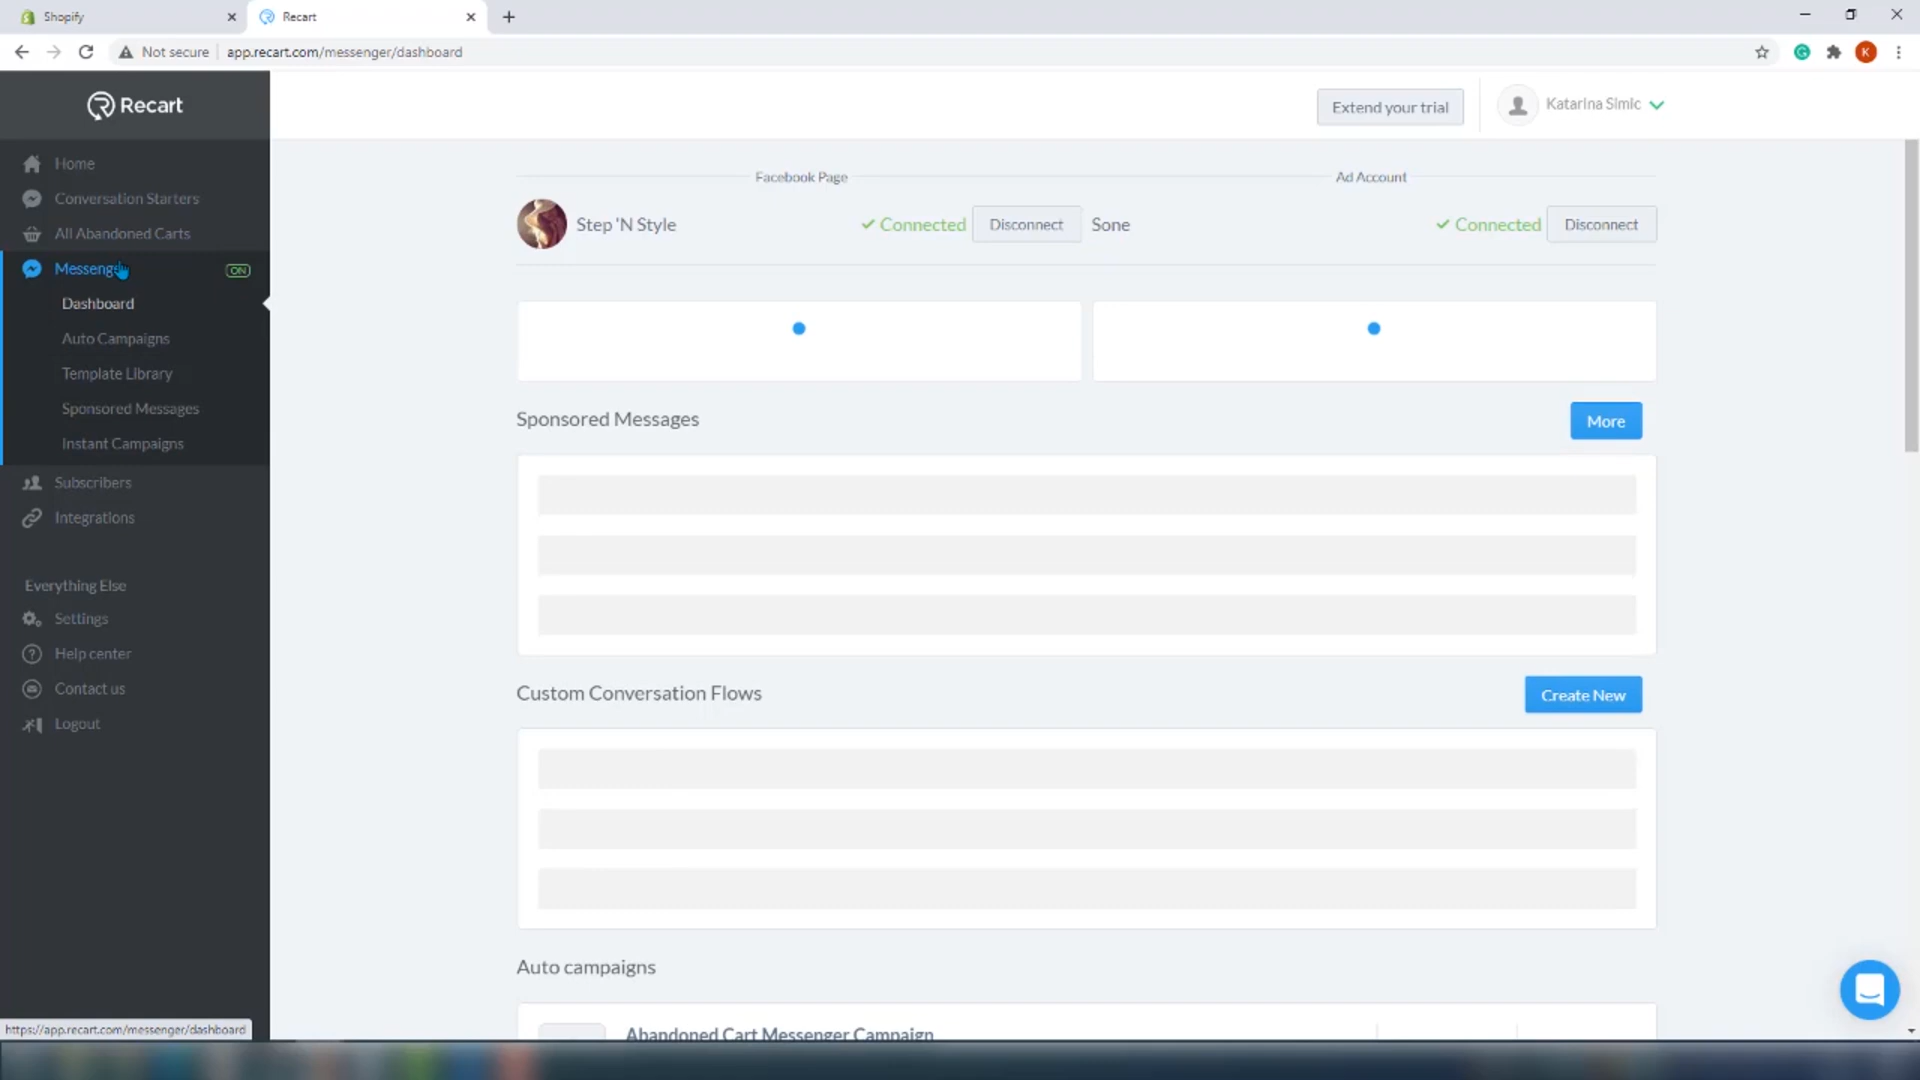 Shopify
Recart
Not secure
app.recart.com/messenger/dashboard
K
Recart
Extend your trial
Katarina Simic
Home
Conversation Starters
All Abandoned Carts
Messenger
ON
Dashboard
Auto Campaigns
Template Library
Sponsored Messages
Instant Campaigns
Subscribers
Integrations
Everything Else
Settings
Help center
Contact us
Logout
Facebook Page
Ad Account
Step 'N Style
Connected
Disconnect
Sone
Connected
Disconnect
Sponsored Messages
More
Custom Conversation Flows
Create New
Auto campaigns
Abandoned Cart Messenger Campaign
https://app.recart.com/messenger/dashboard